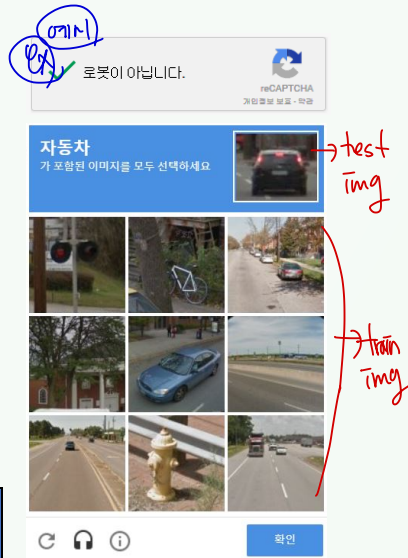 예시
ex
로봇이 아닙니다.
reCAPTCHA
개인정보 보호 - 약관
자동차
가 포함된 이미지를 모두 선택하세요
→ test
img
→ train
img
확인